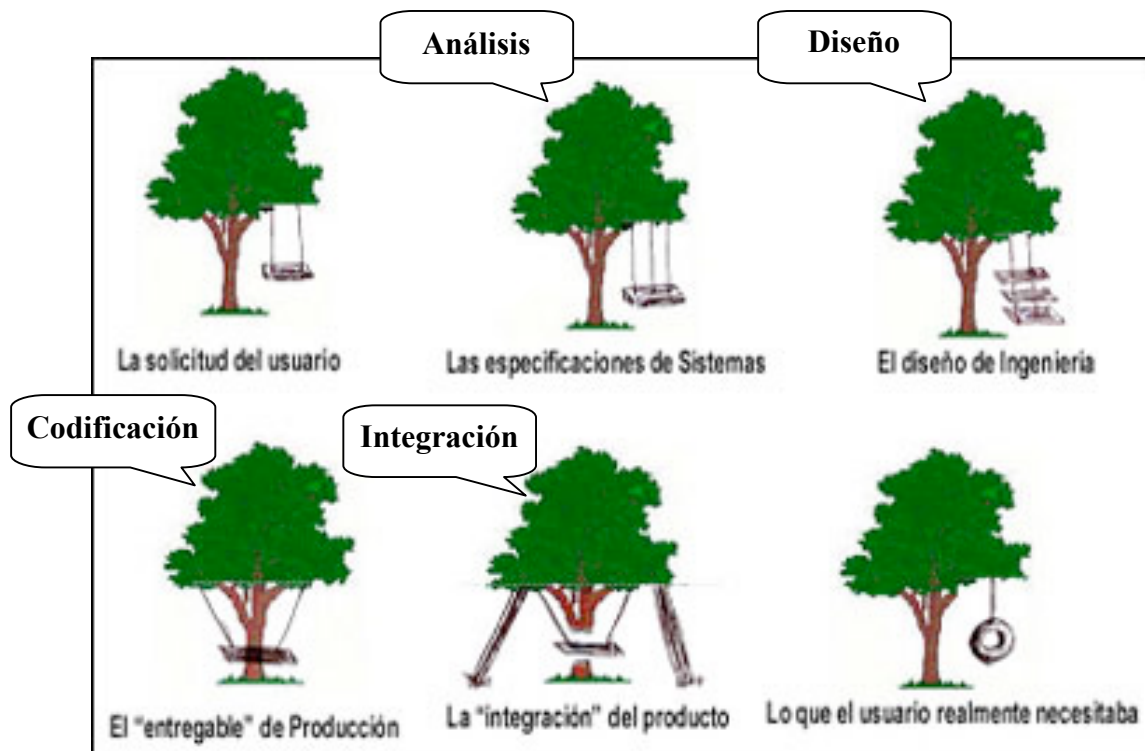 Análisis
Diseño
La solicitud del usuario
Las especificaciones de Sistemas
El diseño de Ingenieria
Codificación
Integración
El "entregable" de Producción
La "integración" del producto
Lo que el usuario realmente necesitaba